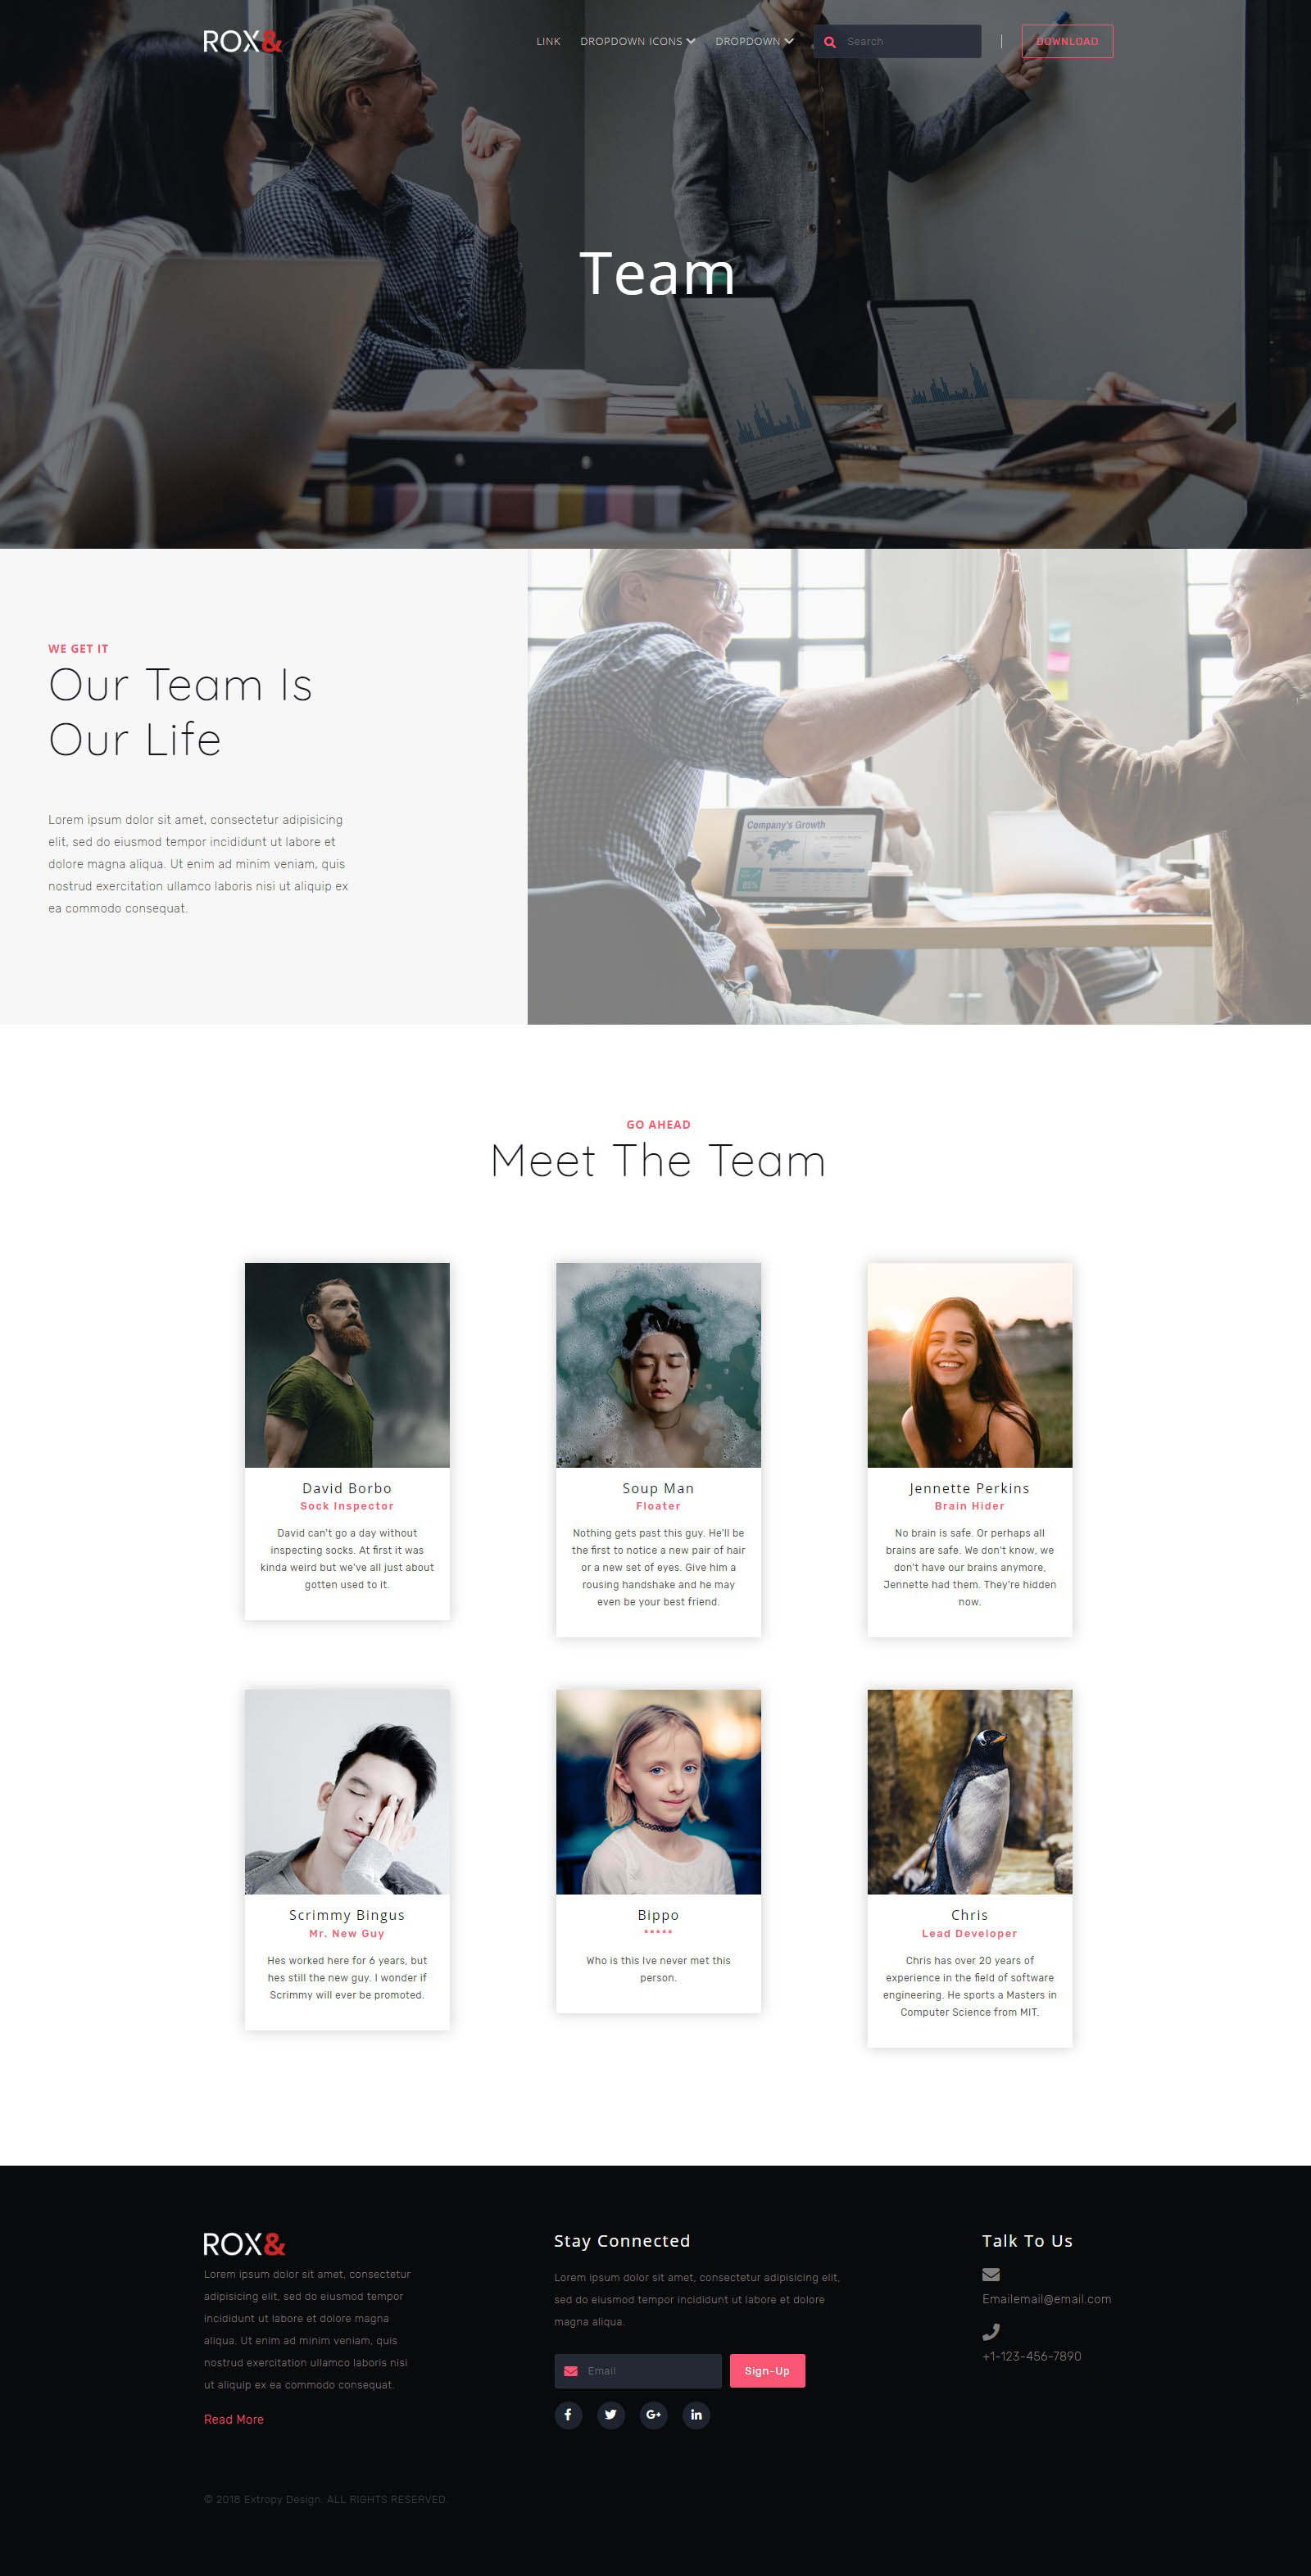 ROX&
LINK
DROPDOWN ICONS
DROPDOWN
Search
DOWNLOAD
Team
WE GET IT
Our Team Is
Our Life
Lorem ipsum dolor sit amet, consectetur adipisicing
elit, sed do eiusmod tempor incididunt ut labore et
dolore magna aliqua. Ut enim ad minim veniam, quis
nostrud exercitation ullamco laboris nisi ut aliquip ex
ea commodo consequat.
Company's Growth
85%
GO AHEAD
Meet The Team
David Borbo
Sock Inspector
David can't go a day without
inspecting socks. At first it was
kinda weird but we've all just about
gotten used to it.
Soup Man
Floater
Nothing gets past this guy. He'll be
the first to notice a new pair of hair
or a new set of eyes. Give him a
rousing handshake and he may
even be your best friend.
Jennette Perkins
Brain Hider
No brain is safe. Or perhaps all
brains are safe. We don't know, we
don't have our brains anymore,
Jennette had them. They're hidden
now.
Scrimmy Bingus
Mr. New Guy
Hes worked here for 6 years, but
hes still the new guy. I wonder if
Scrimmy will ever be promoted.
Bippo
*****
Who is this Ive never met this
person.
Chris
Lead Developer
Chris has over 20 years of
experience in the field of software
engineering. He sports a Masters in
Computer Science from MIT.
ROX&
Lorem ipsum dolor sit amet, consectetur
adipisicing elit, sed do eiusmod tempor
incididunt ut labore et dolore magna
aliqua. Ut enim ad minim veniam, quis
nostrud exercitation ullamco laboris nisi
ut aliquip ex ea commodo consequat.
Read More
Stay Connected
Lorem ipsum dolor sit amet, consectetur adipisicing elit,
sed do eiusmod tempor incididunt ut labore et dolore
magna aliqua.
Email
Sign-Up
Talk To Us
Emailemail@email.com
+1-123-456-7890
© 2018 Extropy Design. ALL RIGHTS RESERVED.